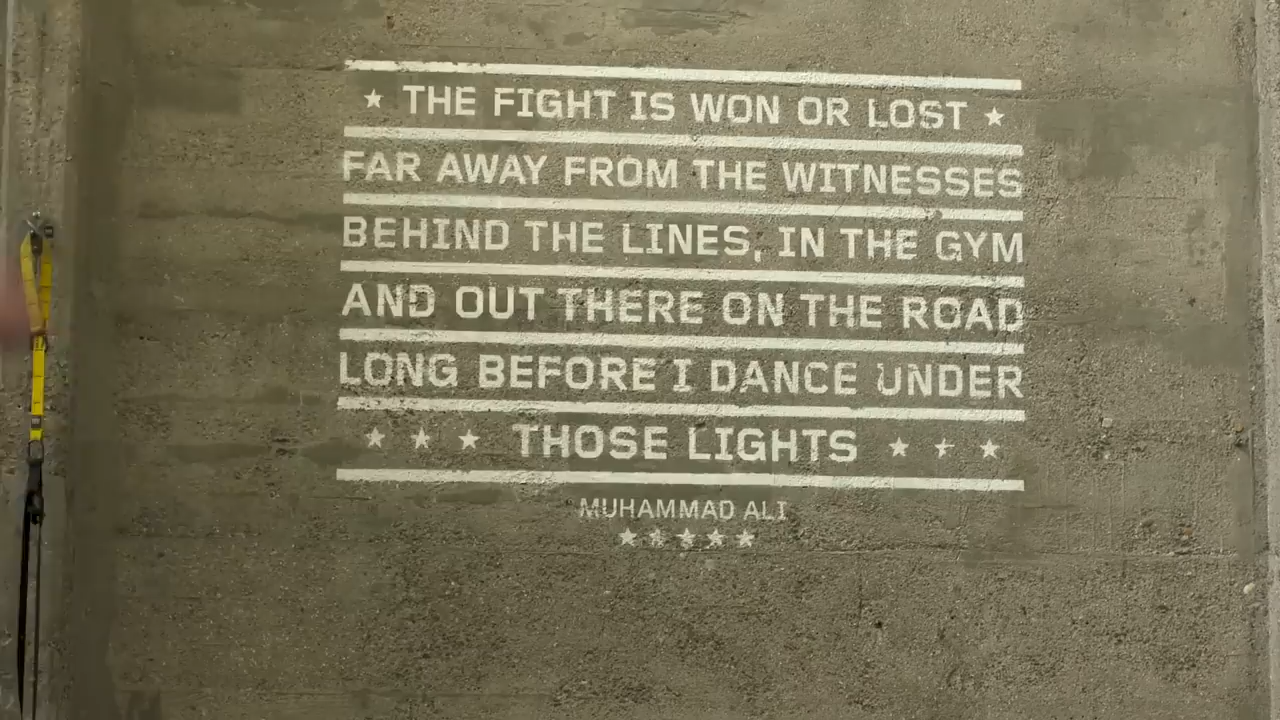 ★ THE FIGHT IS WON OR LOST ★
FAR AWAY FROM THE WITNESSES
BEHIND THE LINES, IN THE GYM
AND OUT THERE ON THE ROAD
LONG BEFORE I DANCE UNDER
★ ★ ★ THOSE LIGHTS ★ ★ ★
MUHAMMAD ALI
★ ★ ★ ★ ★